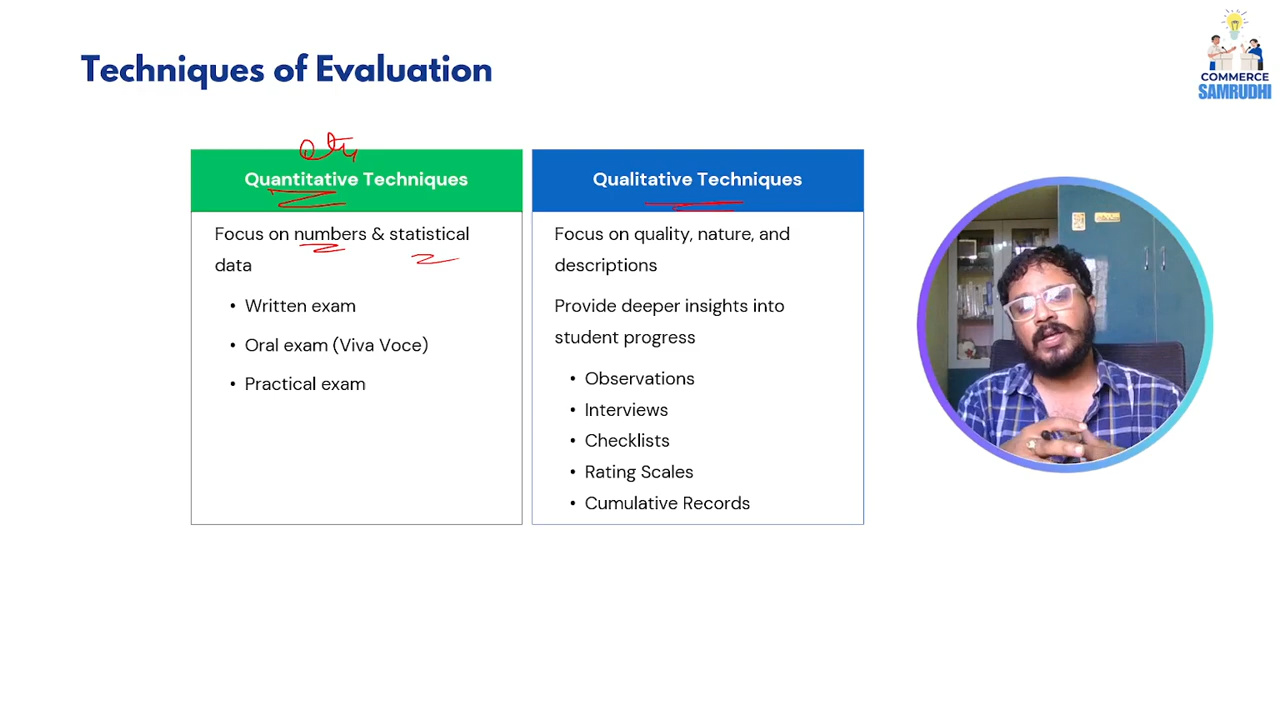 Techniques of Evaluation
COMMERCE
SAMRUDHI
Qty
Quantitative Techniques
Focus on numbers & statistical
data
• Written exam
• Oral exam (Viva Voce)
• Practical exam
Qualitative Techniques
Focus on quality, nature, and
descriptions
Provide deeper insights into
student progress
• Observations
• Interviews
• Checklists
• Rating Scales
• Cumulative Records